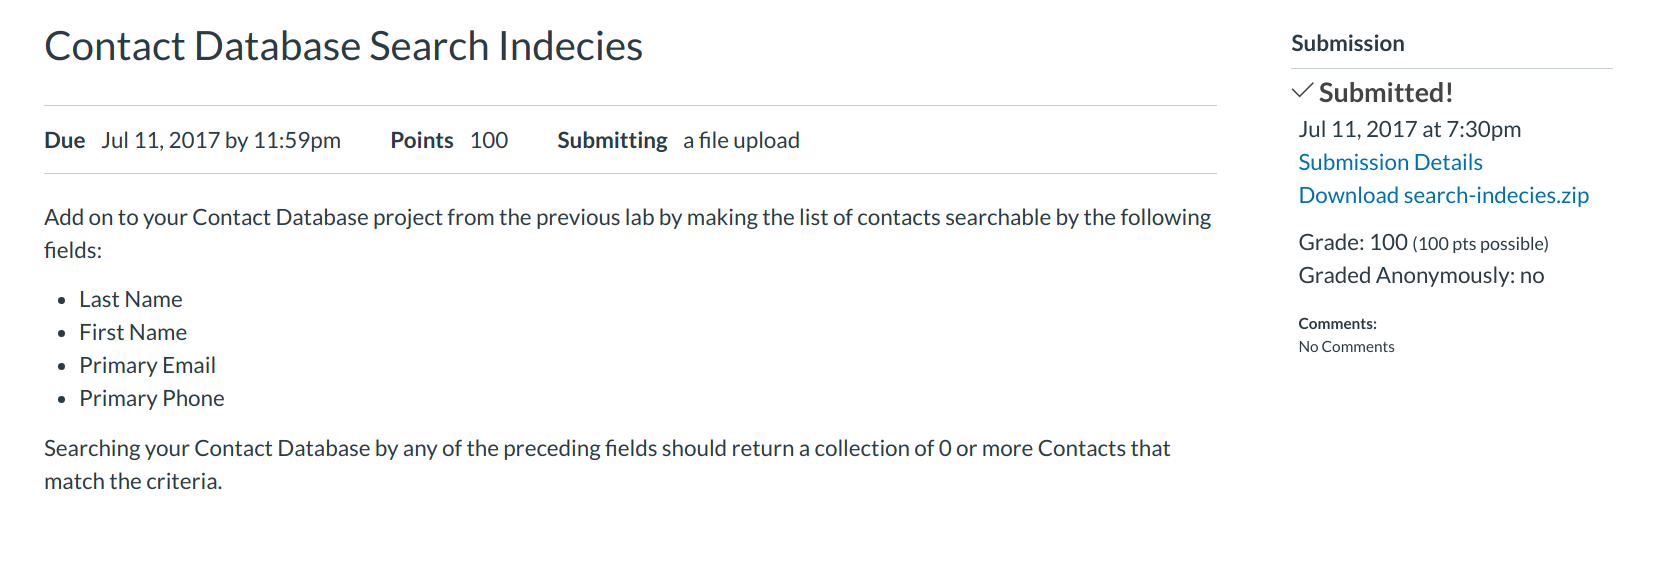 Contact Database Search Indecies
Due Jul 11, 2017 by 11:59pm Points 100 Submitting a file upload
Add on to your Contact Database project from the previous lab by making the list of contacts searchable by the following
fields:
• Last Name
• First Name
• Primary Email
• Primary Phone
Searching your Contact Database by any of the preceding fields should return a collection of 0 or more Contacts that
match the criteria.
Submission
Submitted!
Jul 11, 2017 at 7:30pm
Submission Details
Download search-indecies.zip
Grade: 100 (100 pts possible)
Graded Anonymously: no
Comments:
No Comments